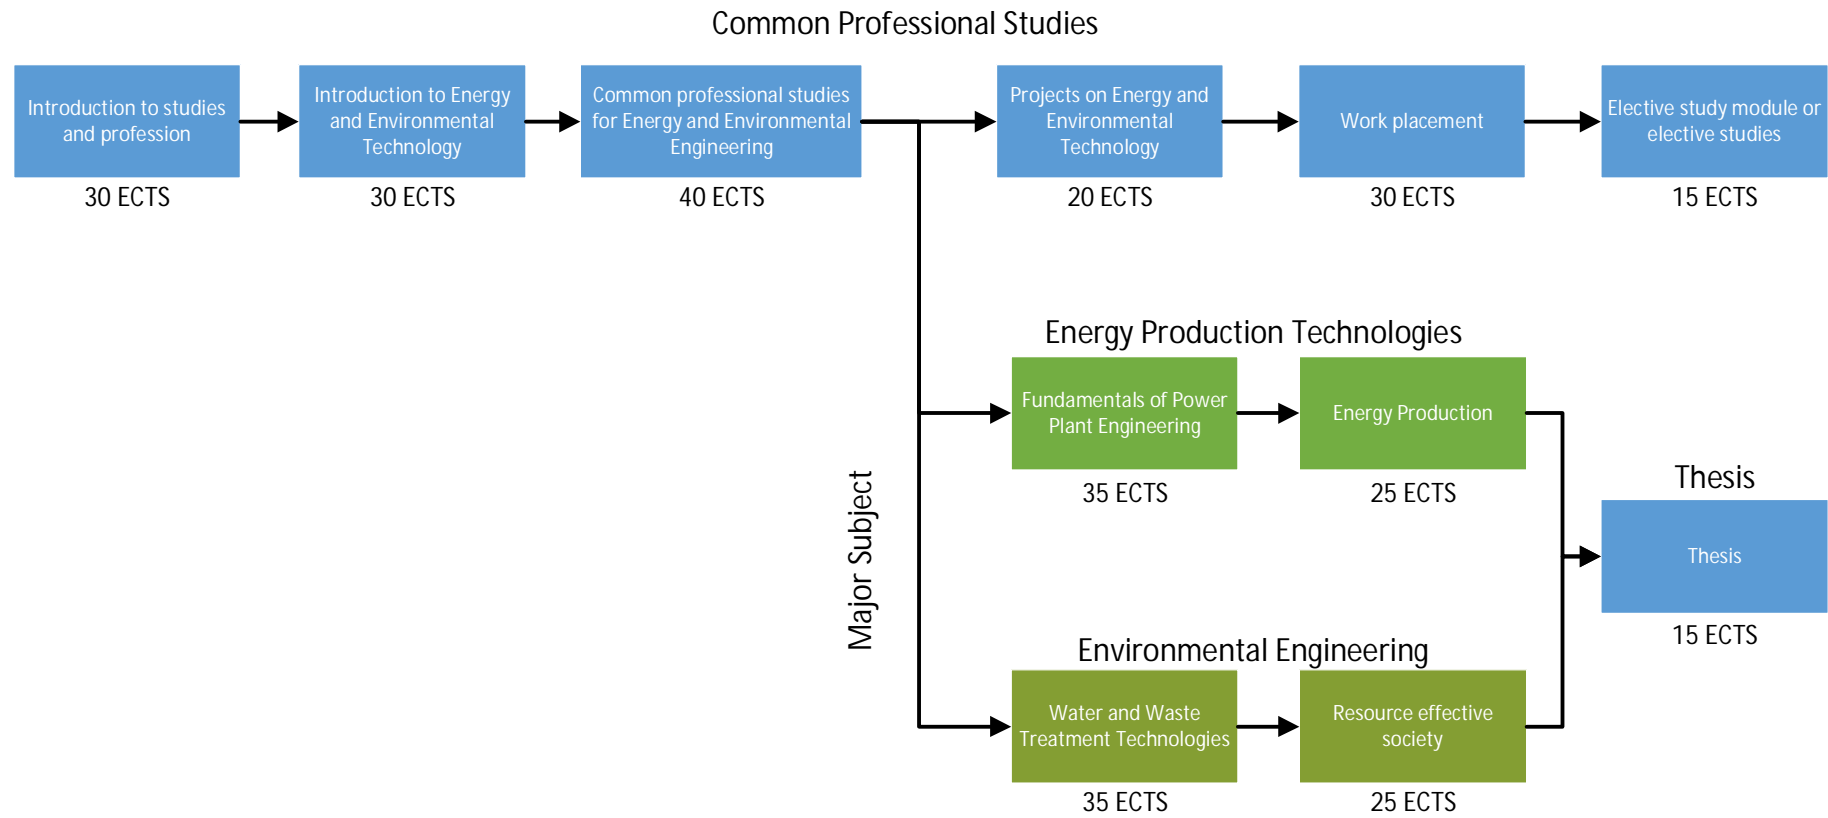 Common Professional Studies
Introduction to studies
and profession
30 ECTS
Introduction to Energy
and Environmental
Technology
30 ECTS
Common professional studies
for Energy and Environmental
Engineering
40 ECTS
Projects on Energy and
Environmental
Technology
20 ECTS
Work placement
30 ECTS
Elective study module or
elective studies
15 ECTS
Major Subject
Energy Production Technologies
Fundamentals of Power
Plant Engineering
35 ECTS
Energy Production
25 ECTS
Environmental Engineering
Water and Waste
Treatment Technologies
35 ECTS
Resource effective
society
25 ECTS
Thesis
Thesis
15 ECTS